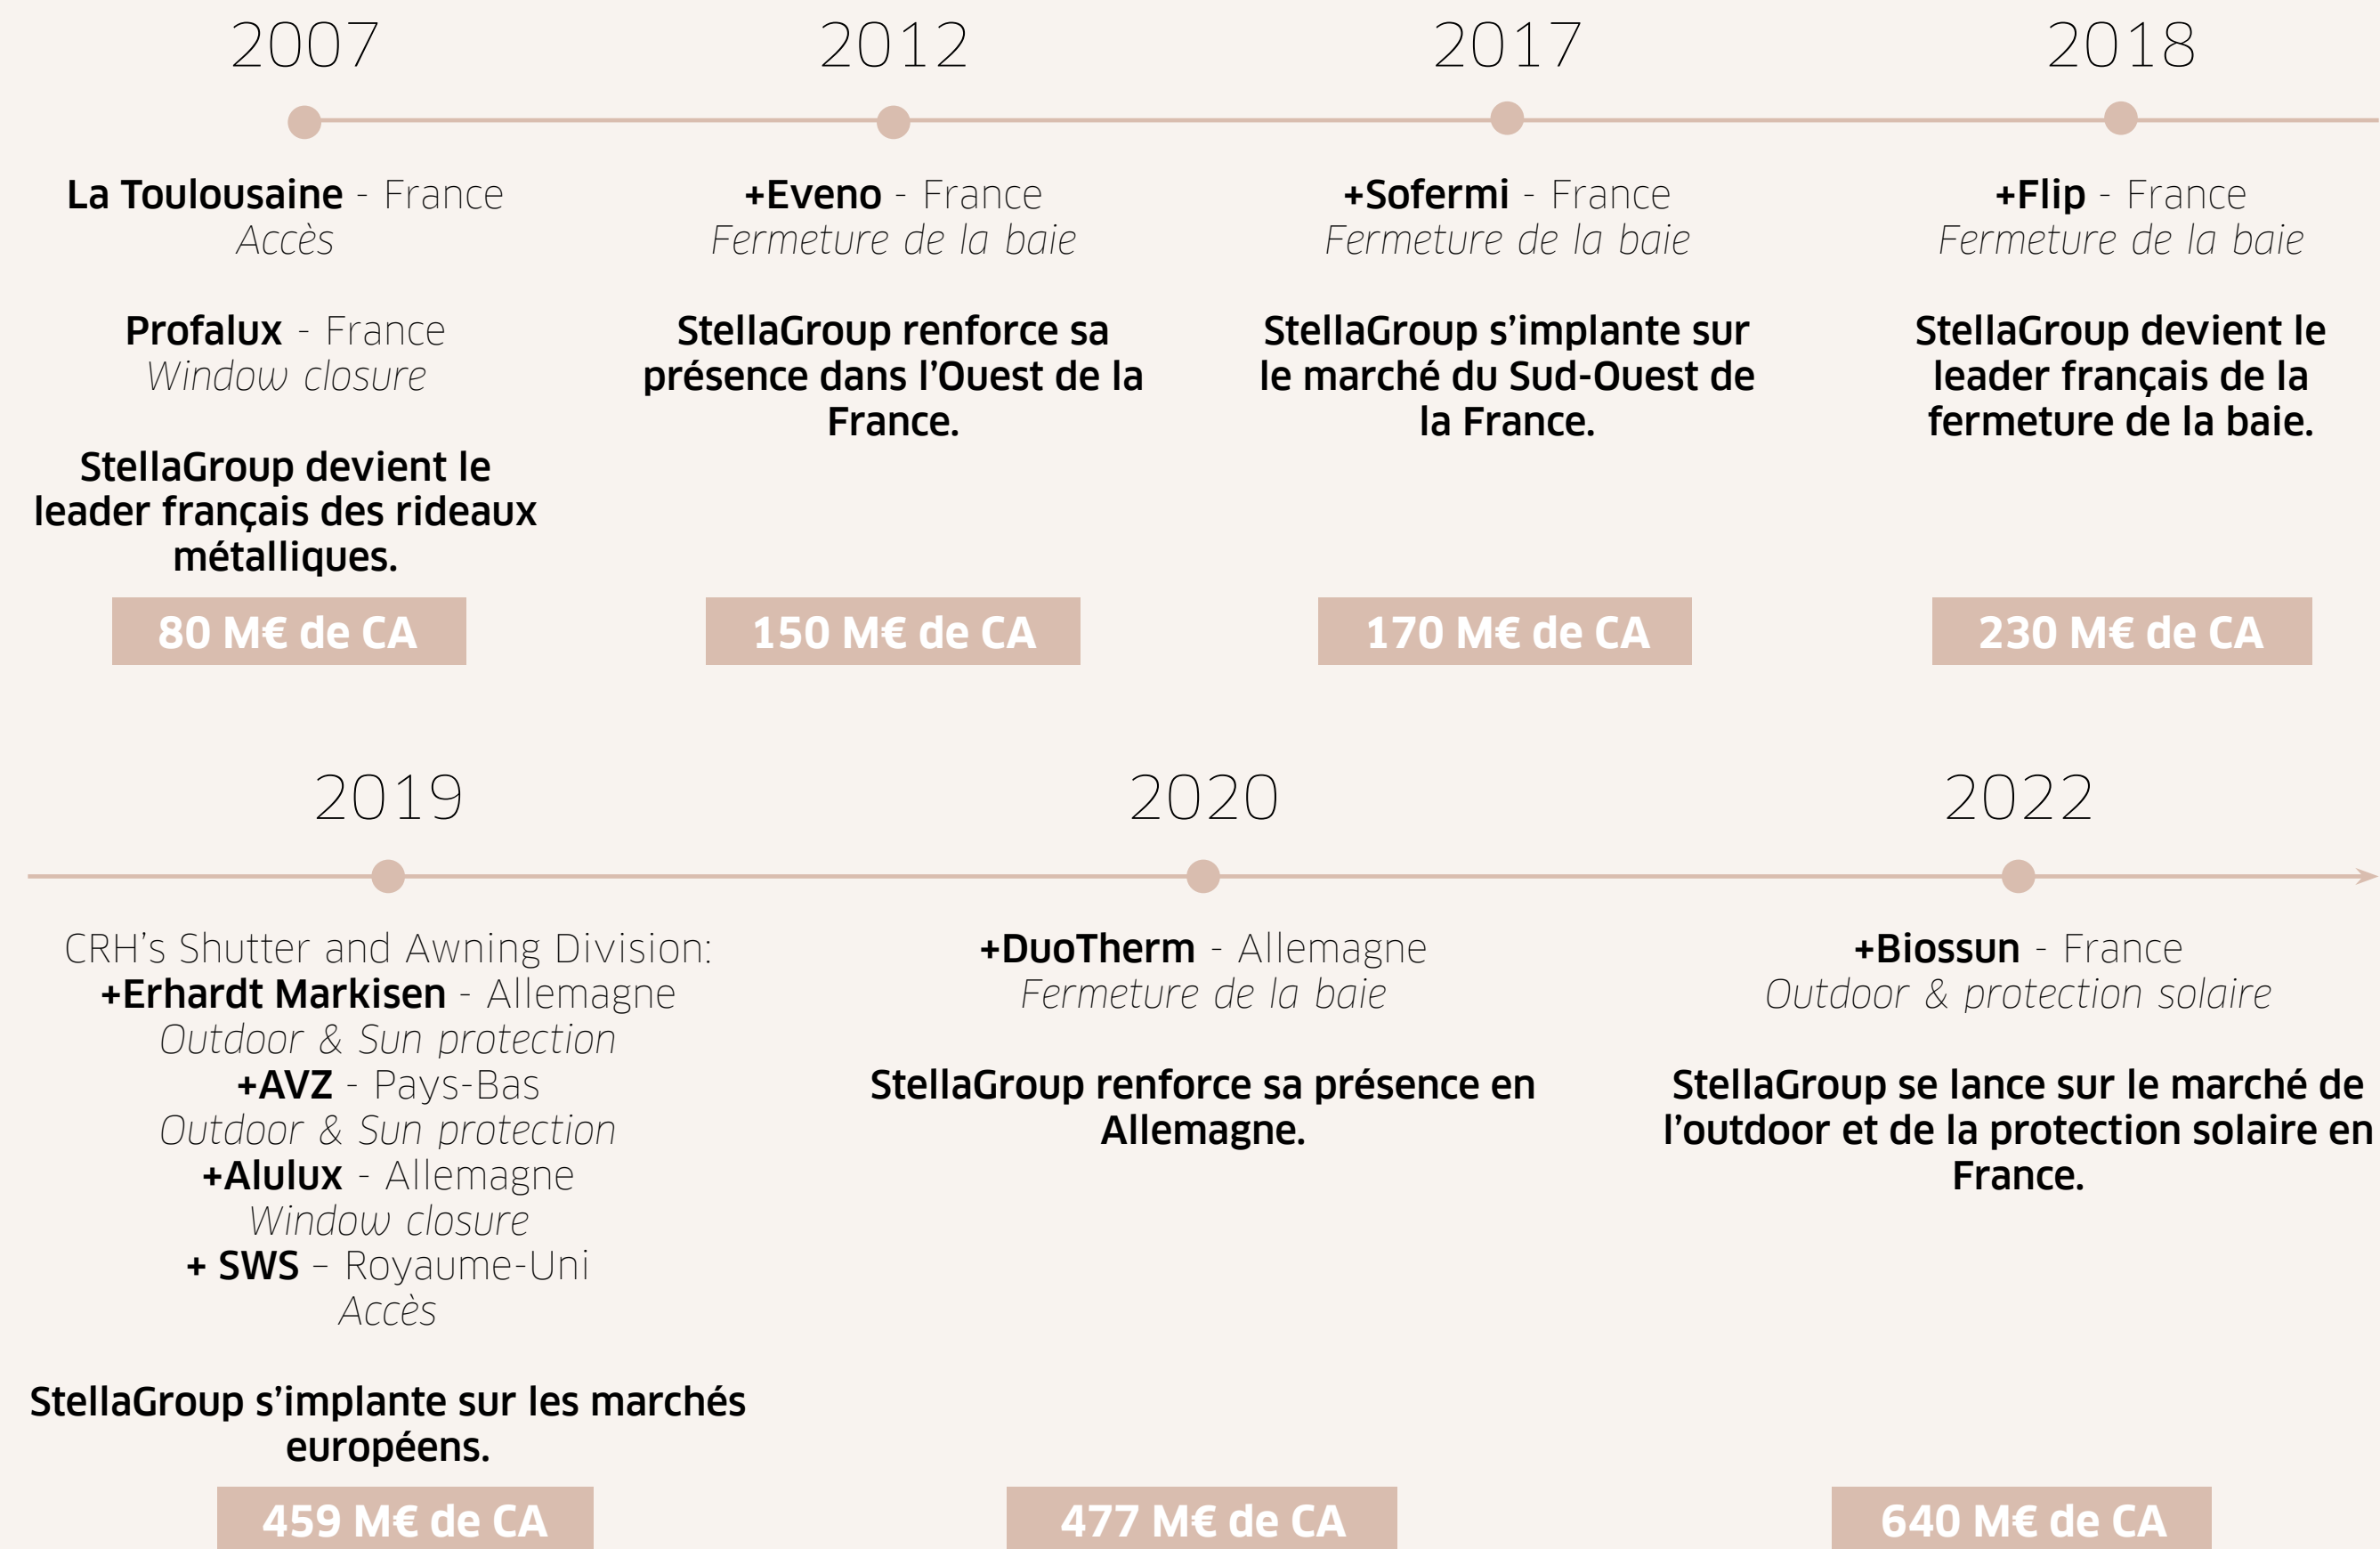 2007
La Toulousaine - France
Accès
Profalux - France
Window closure
StellaGroup devient le
leader français des rideaux
métalliques.
80 M€ de CA
2012
+Eveno - France
Fermeture de la baie
StellaGroup renforce sa
présence dans l’Ouest de la
France.
150 M€ de CA
2017
+Sofermi - France
Fermeture de la baie
StellaGroup s’implante sur
le marché du Sud-Ouest de
la France.
170 M€ de CA
2018
+Flip - France
Fermeture de la baie
StellaGroup devient le
leader français de la
fermeture de la baie.
230 M€ de CA
2019
CRH’s Shutter and Awning Division:
+Erhardt Markisen - Allemagne
Outdoor & Sun protection
+AVZ - Pays-Bas
Outdoor & Sun protection
+Alulux - Allemagne
Window closure
+ SWS – Royaume-Uni
Accès
StellaGroup s’implante sur les marchés
européens.
459 M€ de CA
2020
+DuoTherm - Allemagne
Fermeture de la baie
StellaGroup renforce sa présence en
Allemagne.
477 M€ de CA
2022
+Biossun - France
Outdoor & protection solaire
StellaGroup se lance sur le marché de
l’outdoor et de la protection solaire en
France.
640 M€ de CA